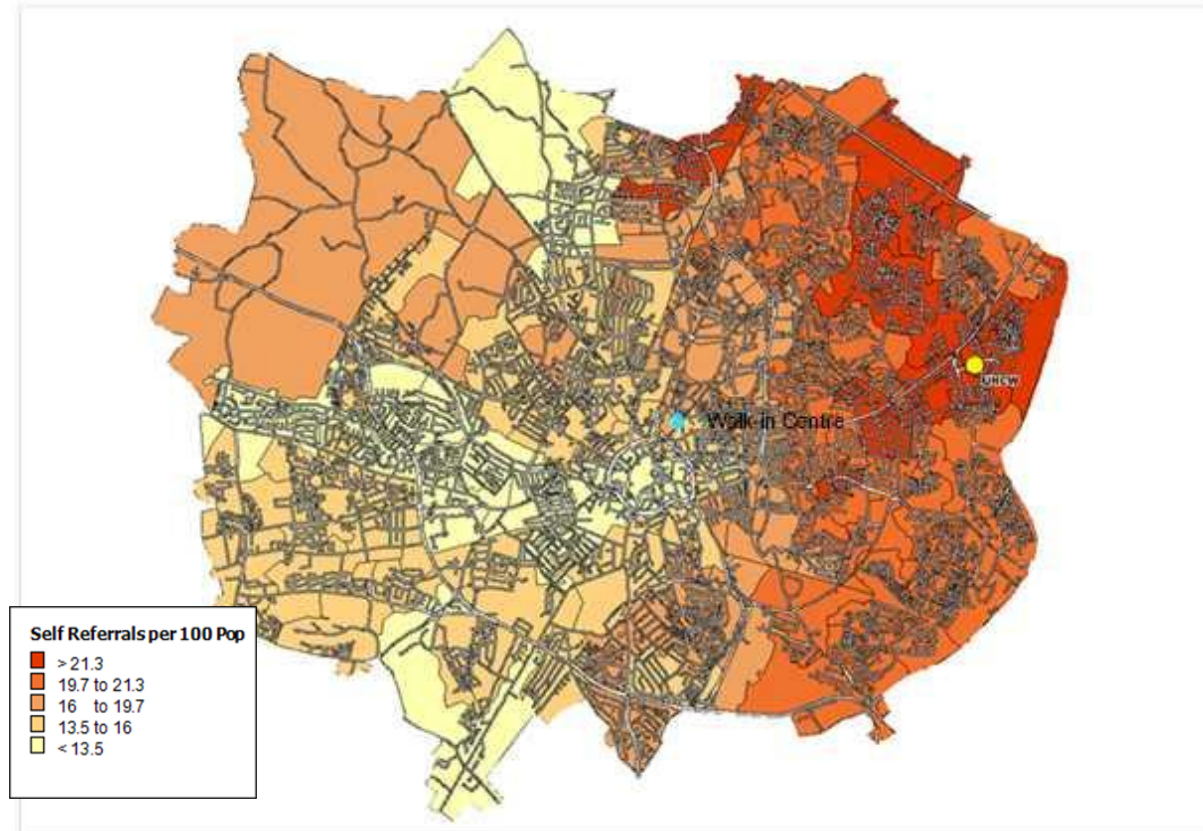 UHCW
Walk-in Centre
Self Referrals per 100 Pop
> 21.3
19.7 to 21.3
16 to 19.7
13.5 to 16
< 13.5